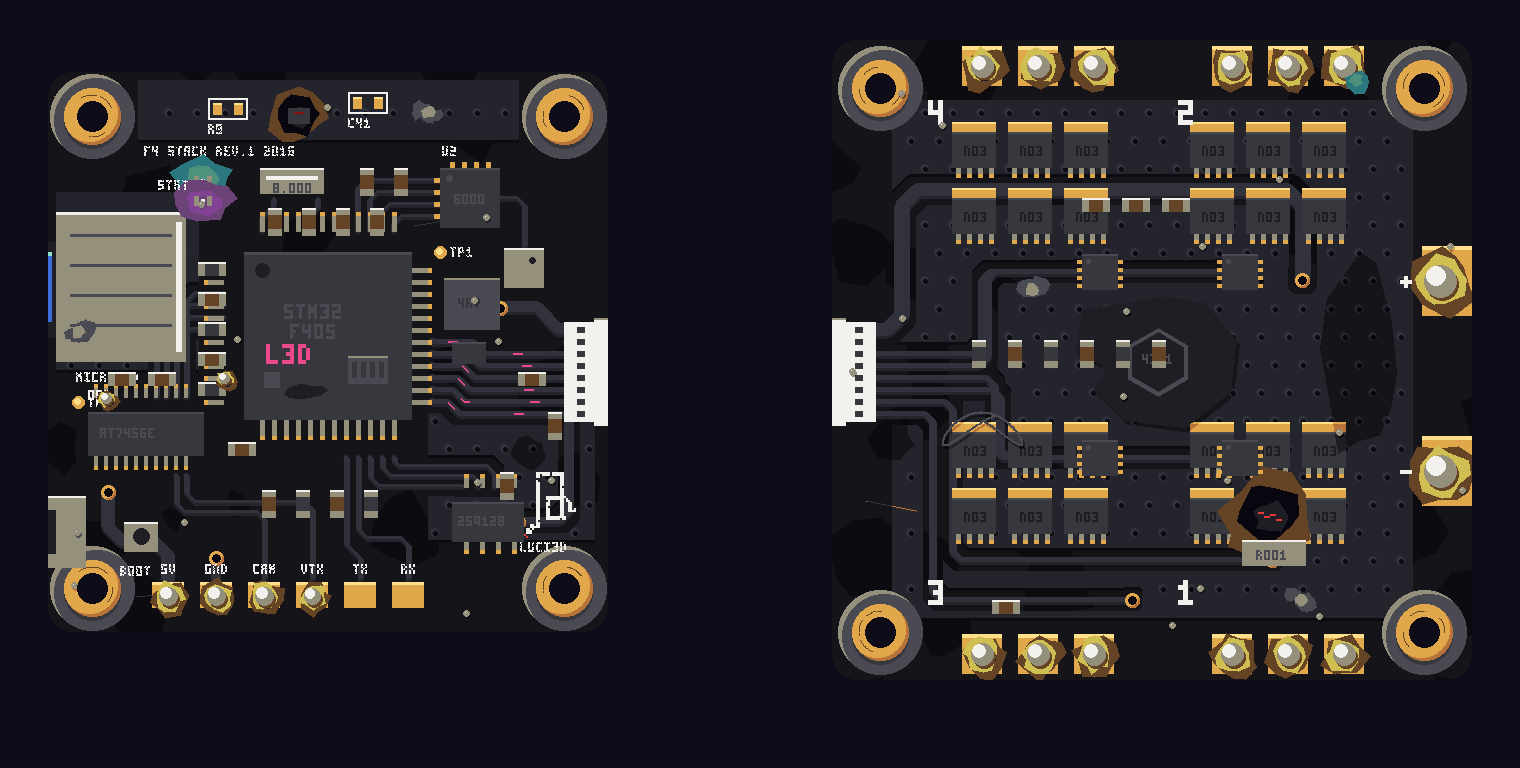 R9
C41
F4 STACK REV.1 2016
U2
STAT
8.000
6000
TP1
STM32
F405
L3D
AT7456E
25Q128
LUCI3D
BOOT
5V
GND
CAM
VTX
TX
RX
4
2
N03 N03 N03 N03 N03 N03
N03 N03 N03 N03 N03 N03
+
N03 N03 N03 N03 N03 N03
-
N03 N03 N03 N03 N03
R001
3
1